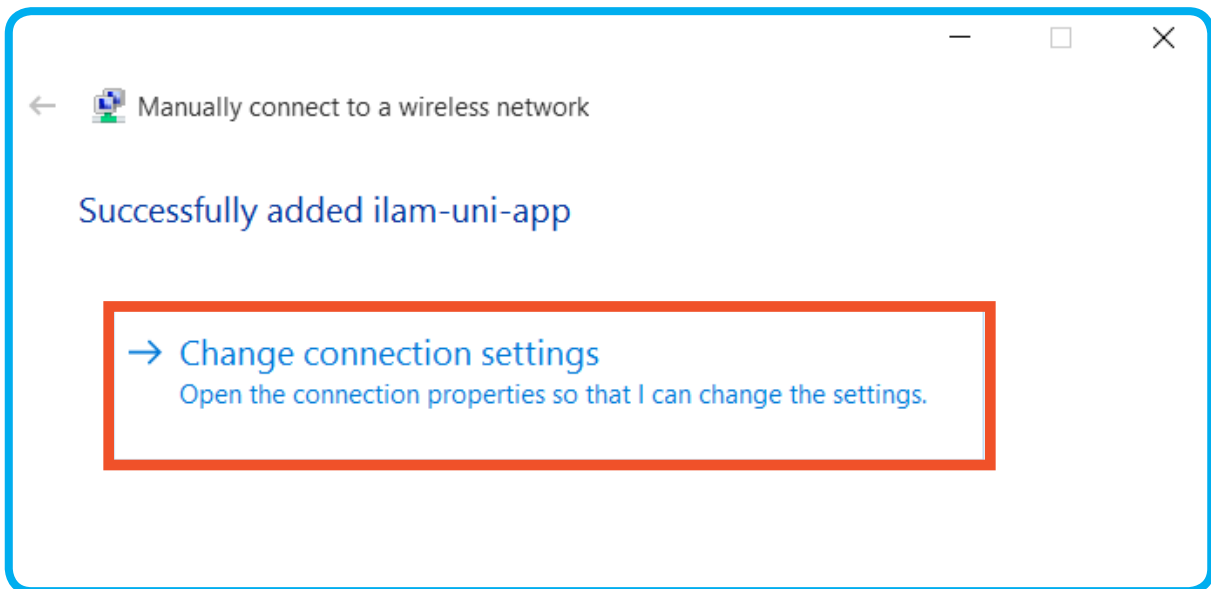 Manually connect to a wireless network
Successfully added ilam-uni-app
Change connection settings
Open the connection properties so that I can change the settings.